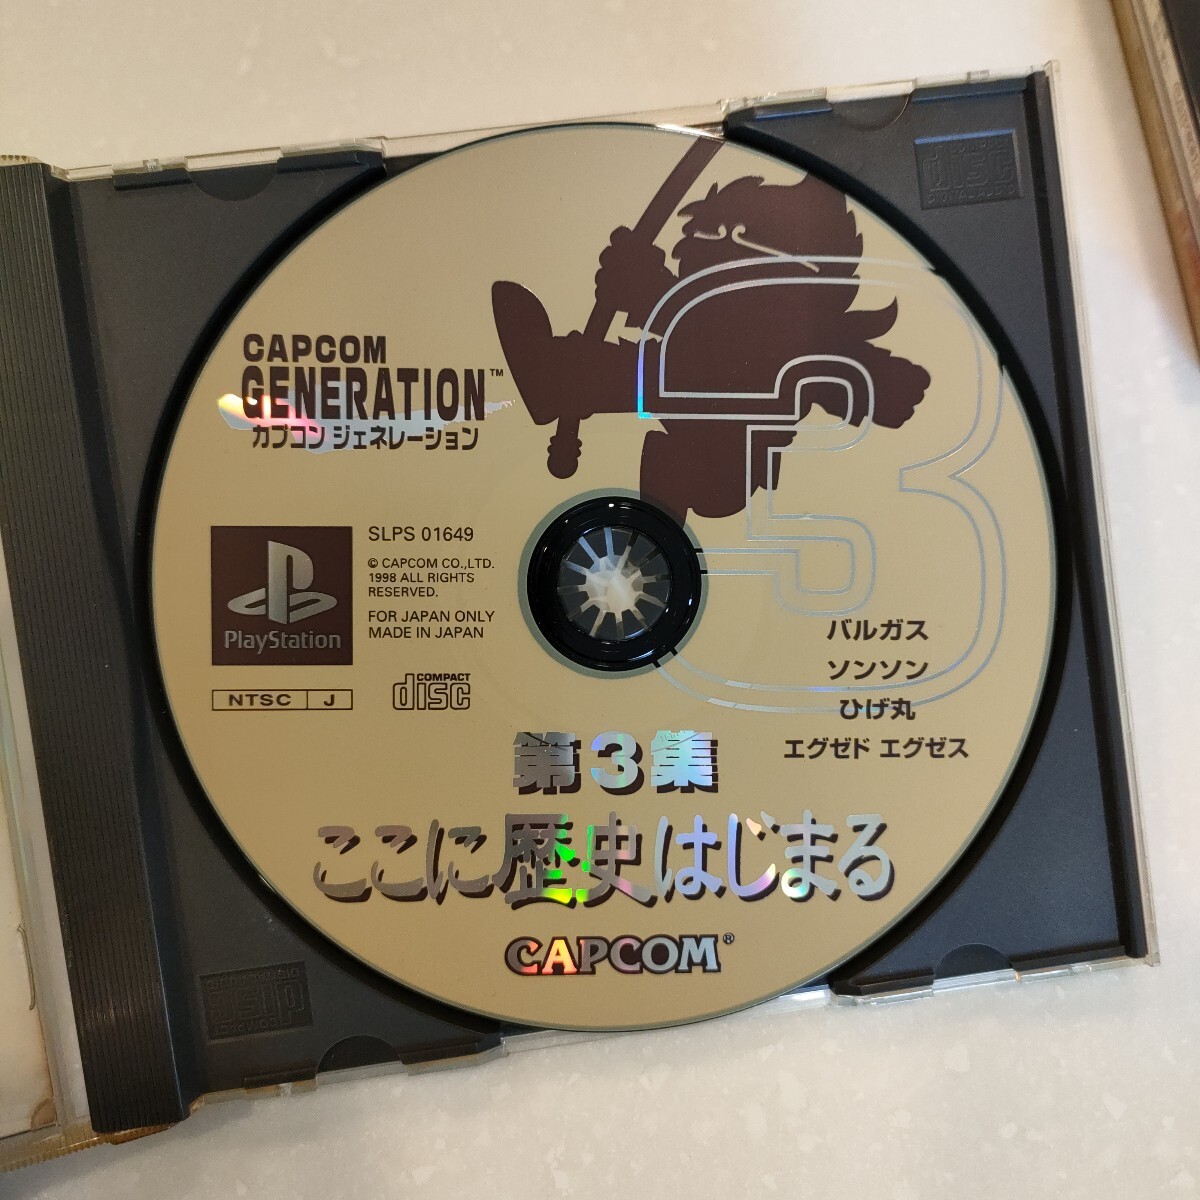 CAPCOM
GENERATION™
カプコン ジェネレーション
3
PlayStation
SLPS 01649
© CAPCOM CO.,LTD.
1998 ALL RIGHTS
RESERVED.
FOR JAPAN ONLY
MADE IN JAPAN
NTSC J
COMPACT
disc
バルガス
ソンソン
ひげ丸
エグゼド エグゼス
第3集
ここに歴史はじまる
CAPCOM®